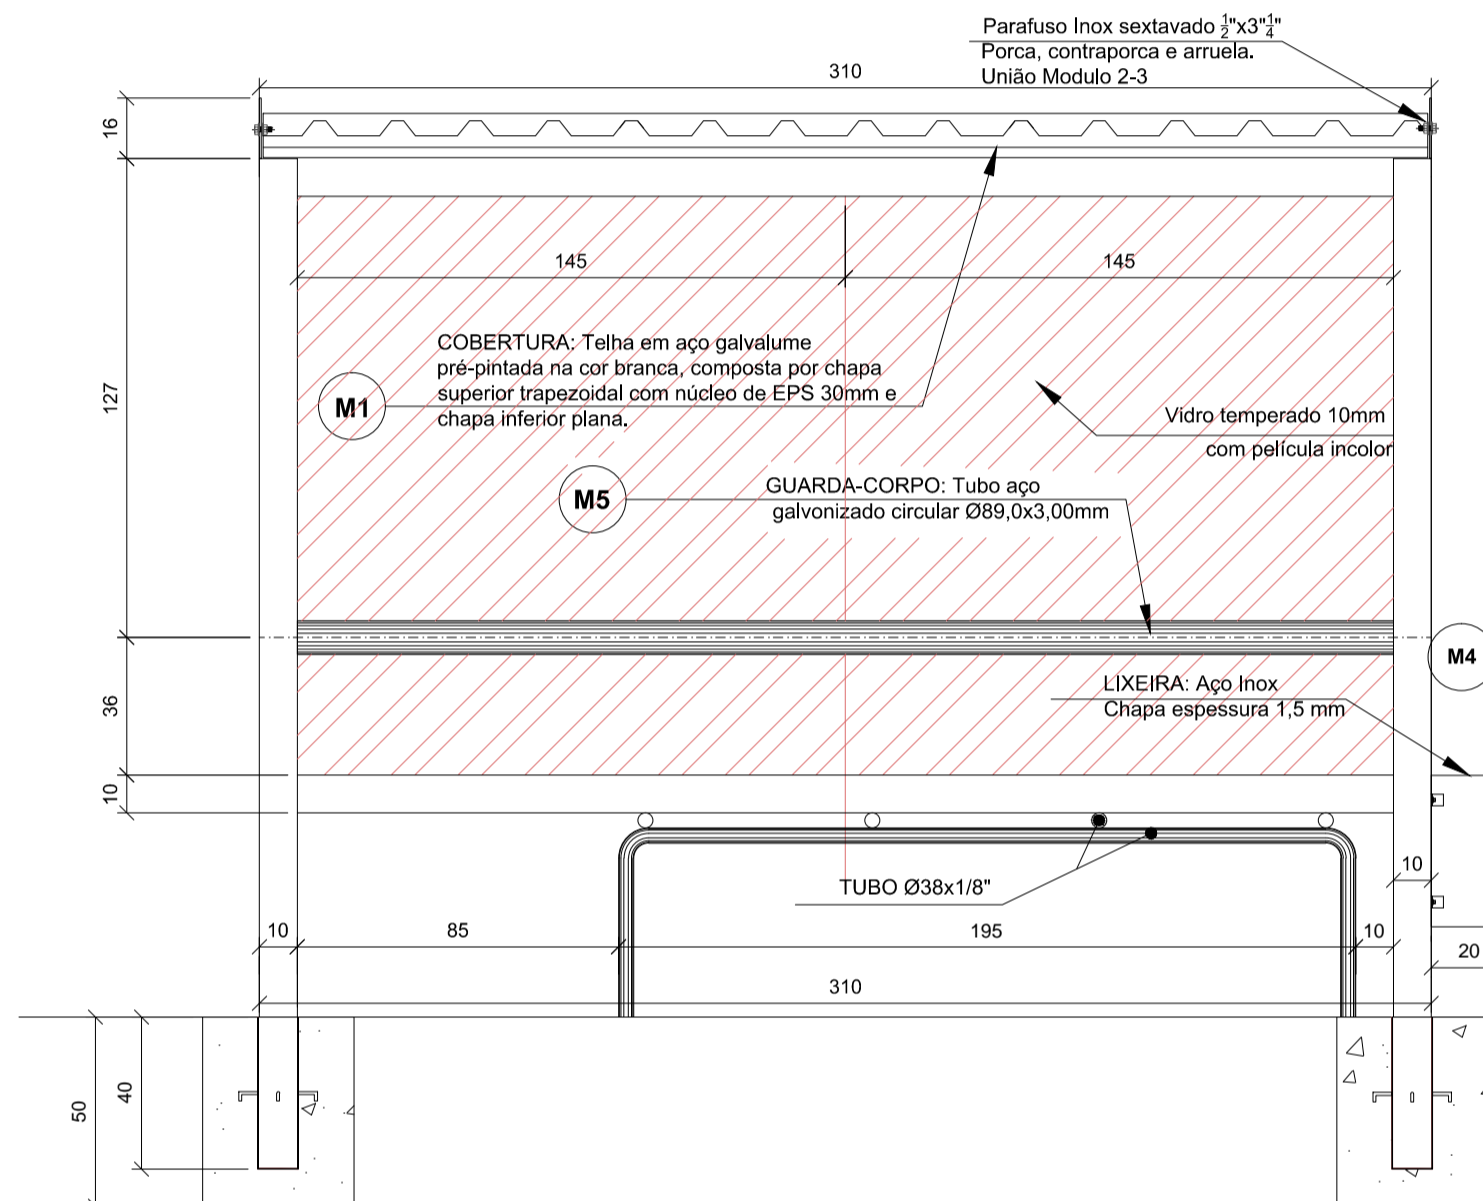 Parafuso Inox sextavado 1/2"x3"1/4"
Porca, contraporca e arruela.
União Modulo 2-3
310
16
145
145
127
COBERTURA: Telha em aço galvalume
pré-pintada na cor branca, composta por chapa
superior trapezoidal com núcleo de EPS 30mm e
chapa inferior plana.
M1
Vidro temperado 10mm
com película incolor
M5
GUARDA-CORPO: Tubo aço
galvonizado circular Ø89,0x3,00mm
M4
36
LIXEIRA: Aço Inox
Chapa espessura 1,5 mm
10
TUBO Ø38x1/8"
10
10
85
195
10
20
310
40
50